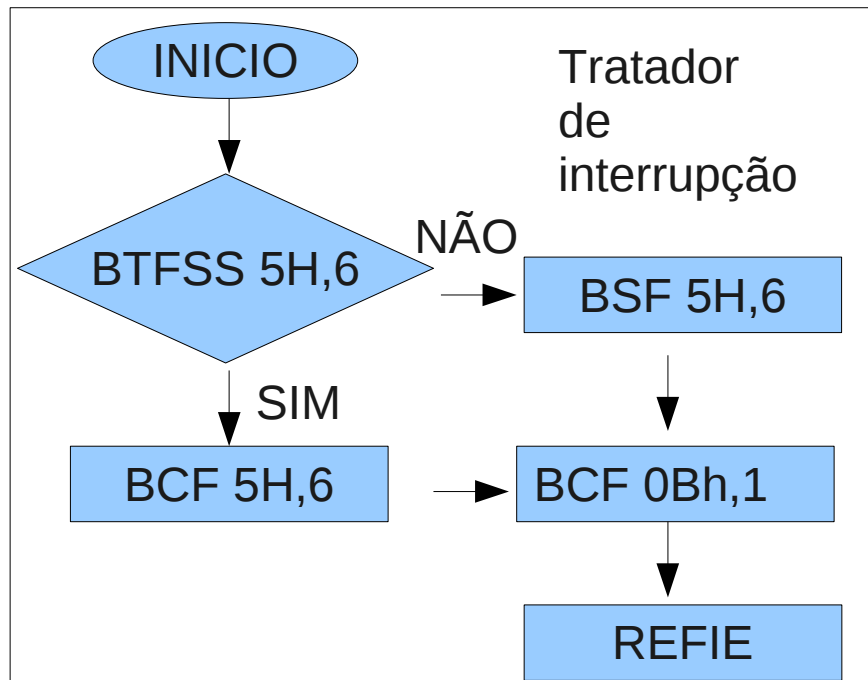 INICIO
Tratador
de
interrupção
BTFSS 5H,6
NÃO
BSF 5H,6
SIM
BCF 5H,6
BCF 0Bh,1
REFIE